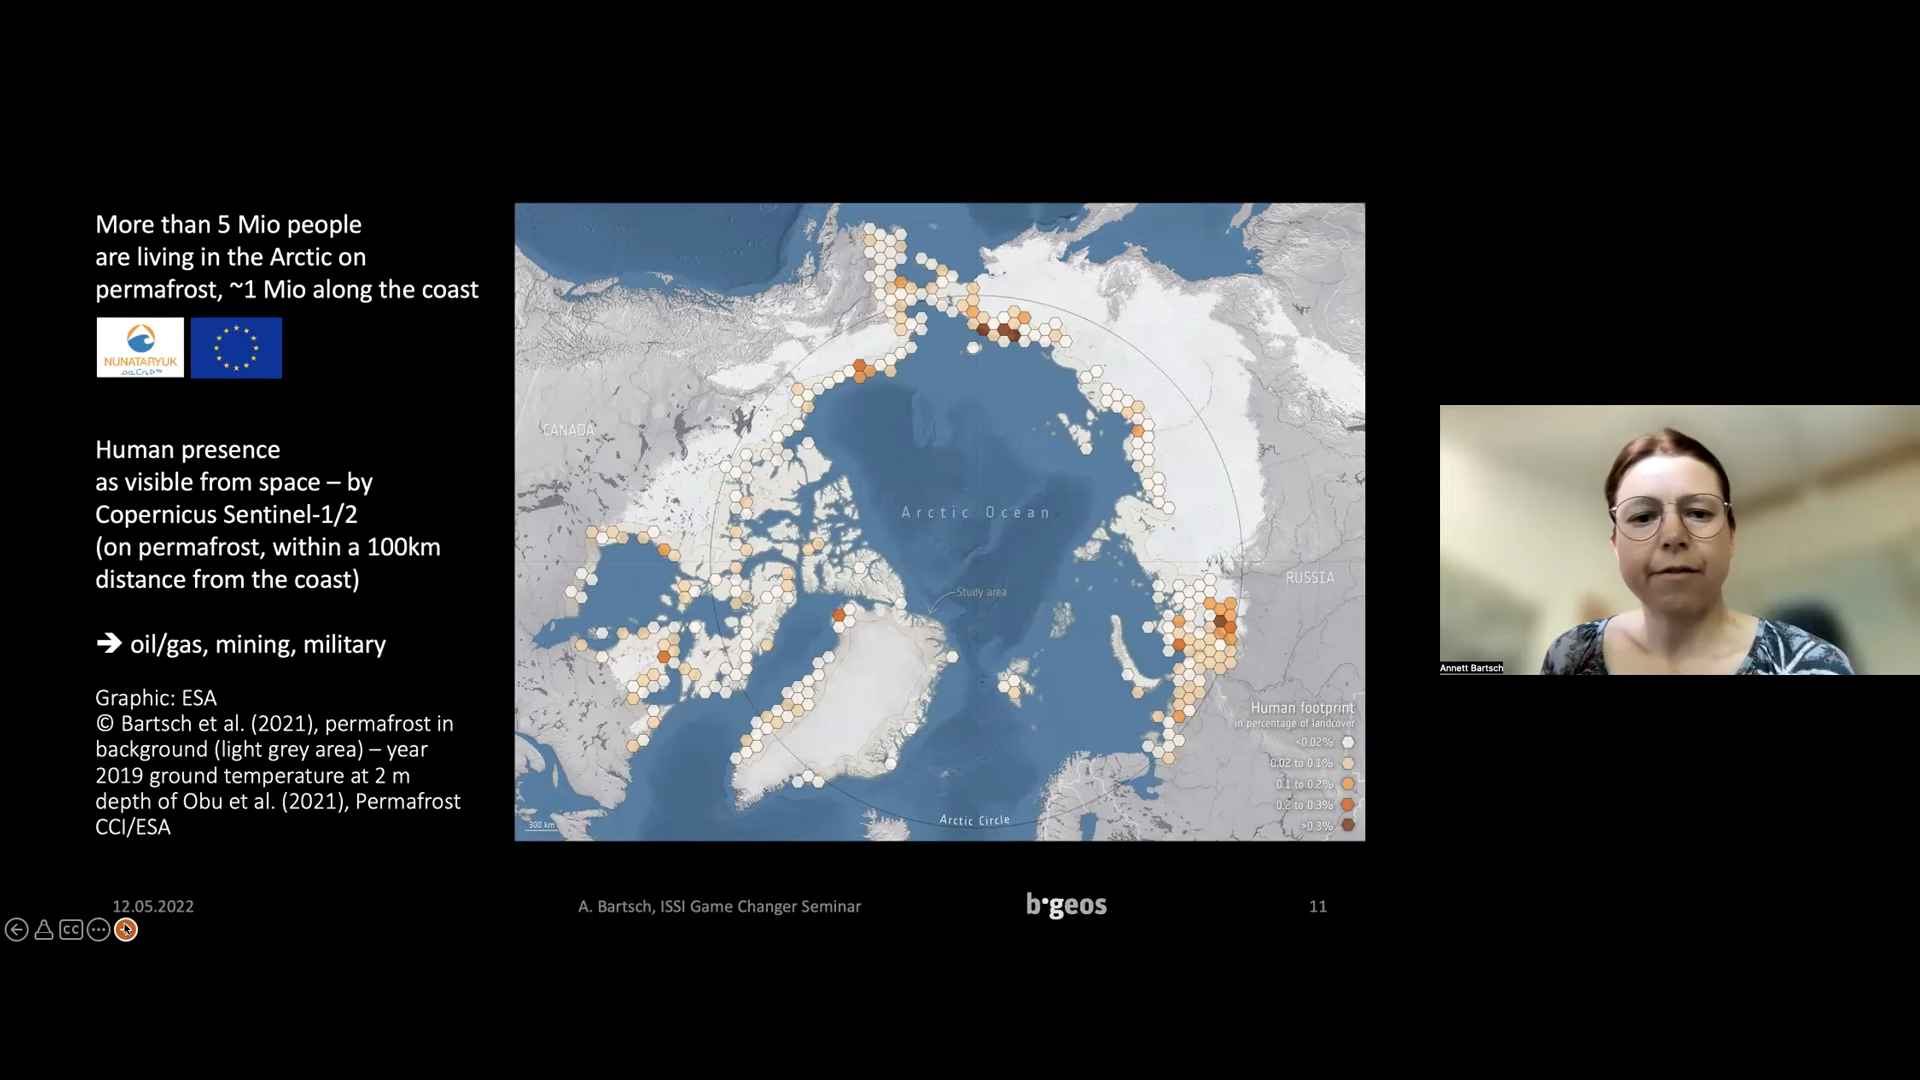 More than 5 Mio people
are living in the Arctic on
permafrost, ~1 Mio along the coast
NUNATARYUK
Human presence
as visible from space – by
Copernicus Sentinel-1/2
(on permafrost, within a 100km
distance from the coast)
➔ oil/gas, mining, military
Graphic: ESA
© Bartsch et al. (2021), permafrost in
background (light grey area) – year
2019 ground temperature at 2 m
depth of Obu et al. (2021), Permafrost
CCI/ESA
CANADA
Arctic Ocean
Study area
RUSSIA
Human footprint
in percentage of landcover
<0.02%
0.02 to 0.1%
0.1 to 0.2%
0.2 to 0.3%
>0.3%
Arctic Circle
300 km
Annett Bartsch
12.05.2022
A. Bartsch, ISSI Game Changer Seminar
b·geos
11
CC